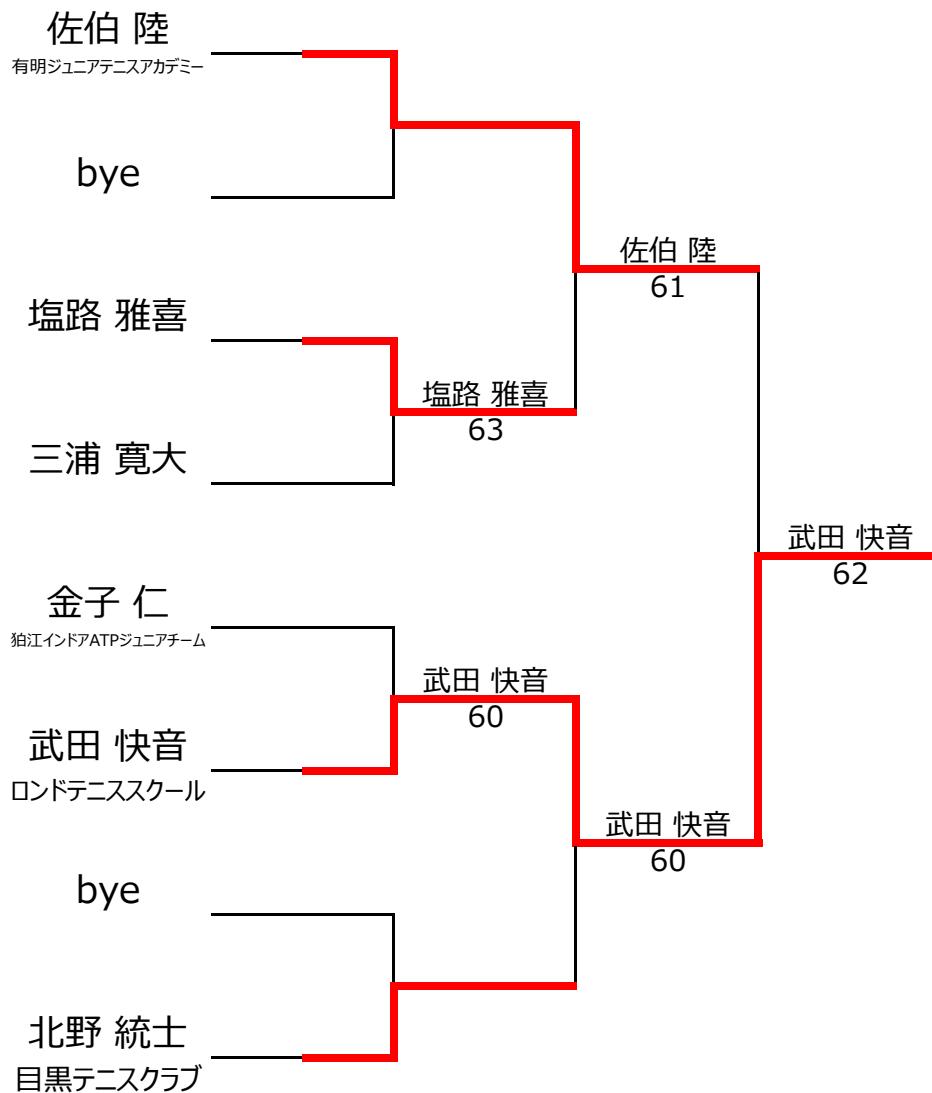 佐伯 陸
有明ジュニアテニスアカデミー
bye
佐伯 陸
61
塩路 雅喜
塩路 雅喜
63
三浦 寛大
武田 快音
62
金子 仁
狛江インドアATPジュニアチーム
武田 快音
60
武田 快音
ロンドテニススクール
武田 快音
60
bye
北野 統士
目黒テニスクラブ